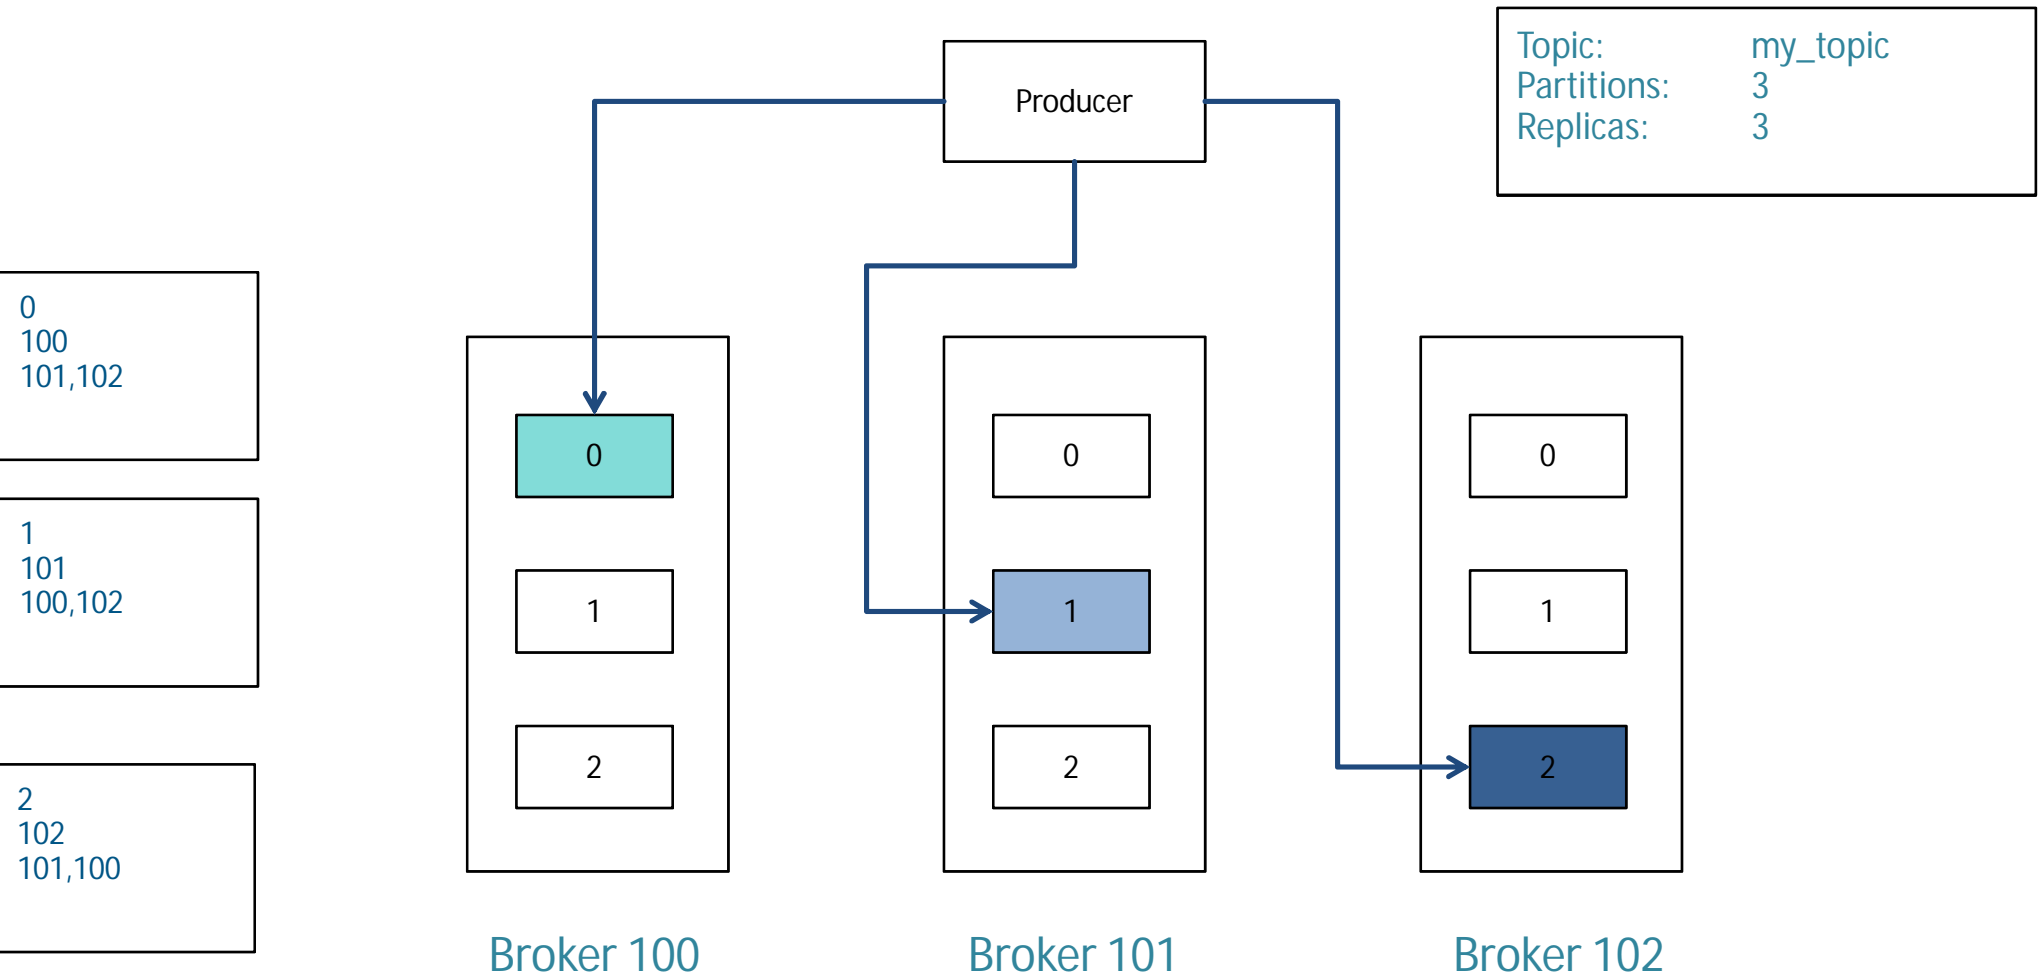 Topic: my_topic
Partitions: 3
Replicas: 3
Producer
0
100
101,102
1
101
100,102
2
102
101,100
0
1
2
0
1
2
0
1
2
Broker 100
Broker 101
Broker 102